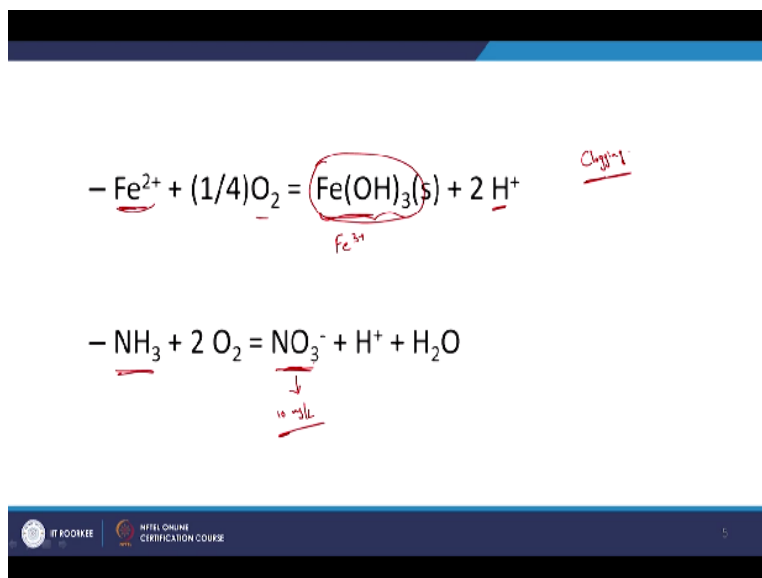 Clogging
– Fe²⁺ + (1/4)O₂ = Fe(OH)₃(s) + 2 H⁺
Fe³⁺
– NH₃ + 2 O₂ = NO₃⁻ + H⁺ + H₂O
10 mg/L
IT ROORKEE
NPTEL ONLINE
CERTIFICATION COURSE
5